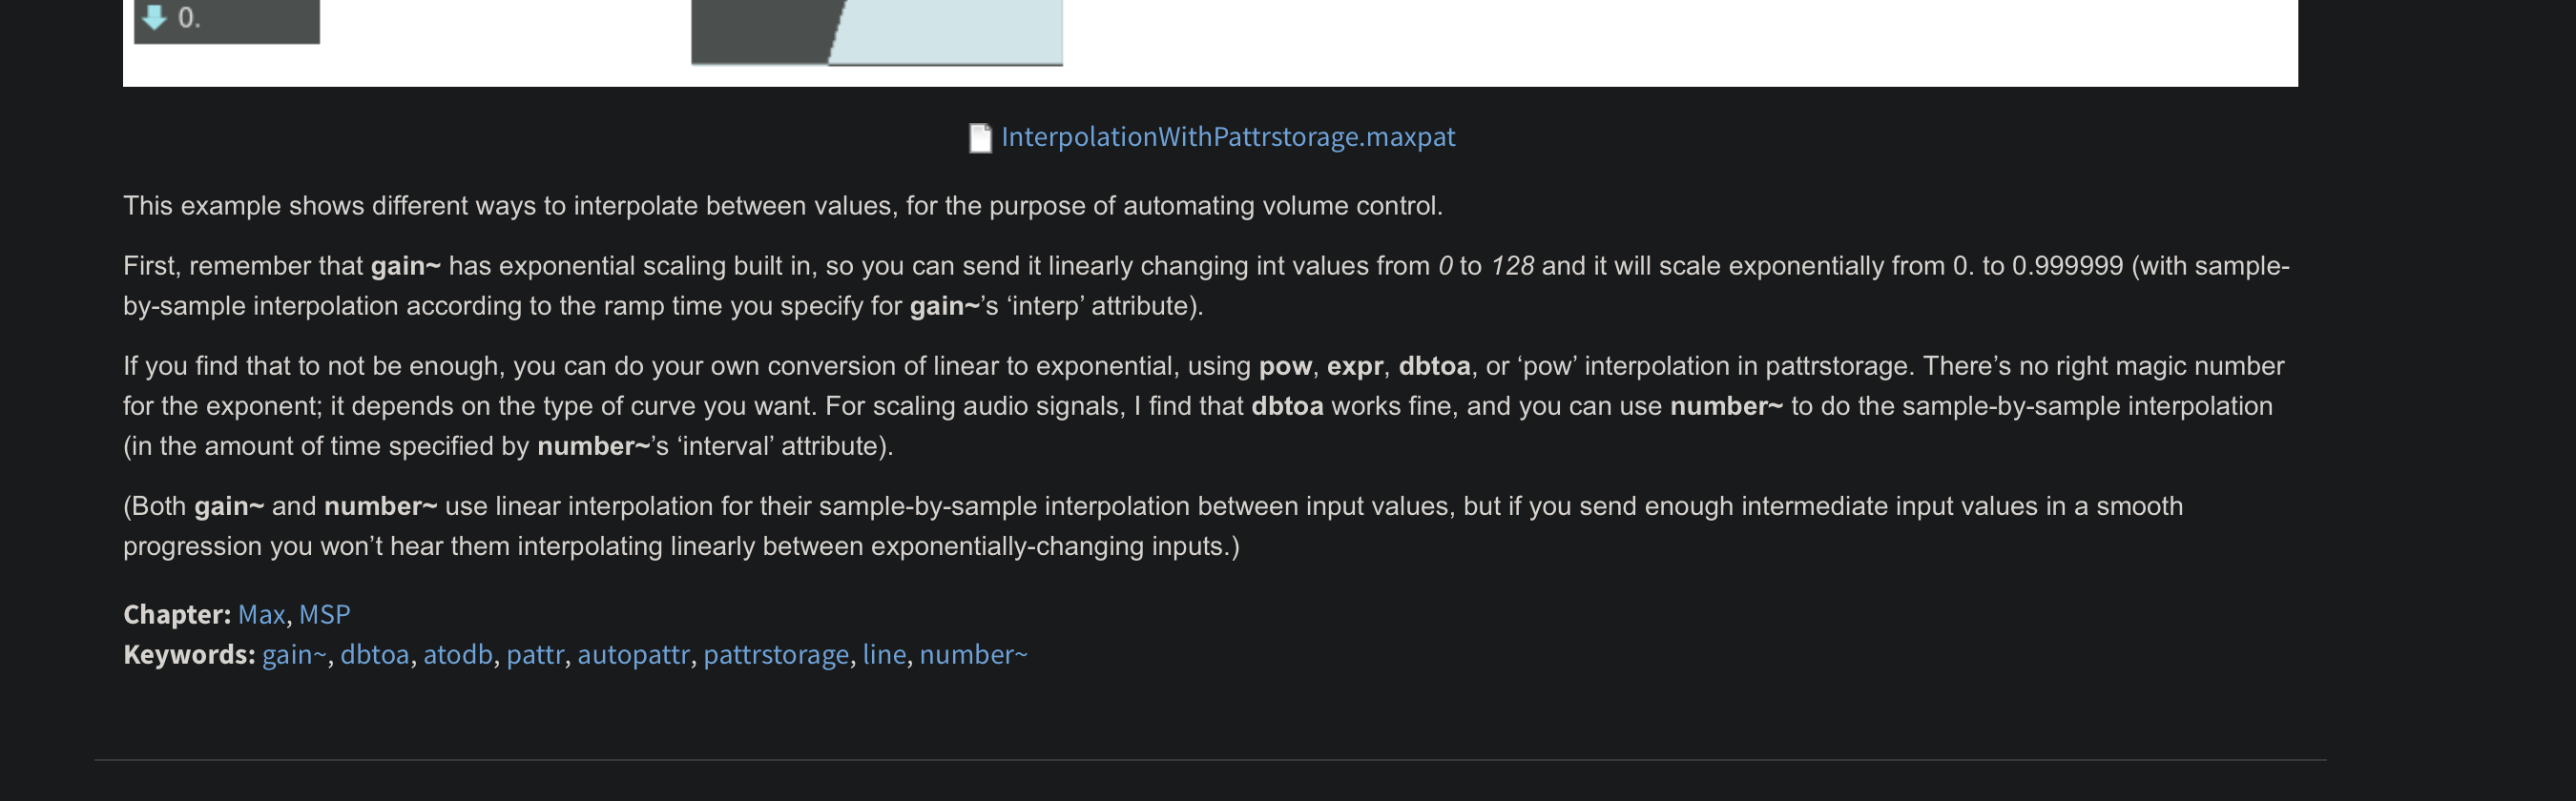 0.
InterpolationWithPattrstorage.maxpat
This example shows different ways to interpolate between values, for the purpose of automating volume control.
First, remember that gain~ has exponential scaling built in, so you can send it linearly changing int values from 0 to 128 and it will scale exponentially from 0. to 0.999999 (with sample-
by-sample interpolation according to the ramp time you specify for gain~’s ‘interp’ attribute).
If you find that to not be enough, you can do your own conversion of linear to exponential, using pow, expr, dbtoa, or ‘pow’ interpolation in pattrstorage. There’s no right magic number
for the exponent; it depends on the type of curve you want. For scaling audio signals, I find that dbtoa works fine, and you can use number~ to do the sample-by-sample interpolation
(in the amount of time specified by number~’s ‘interval’ attribute).
(Both gain~ and number~ use linear interpolation for their sample-by-sample interpolation between input values, but if you send enough intermediate input values in a smooth
progression you won’t hear them interpolating linearly between exponentially-changing inputs.)
Chapter: Max, MSP
Keywords: gain~, dbtoa, atodb, pattr, autopattr, pattrstorage, line, number~